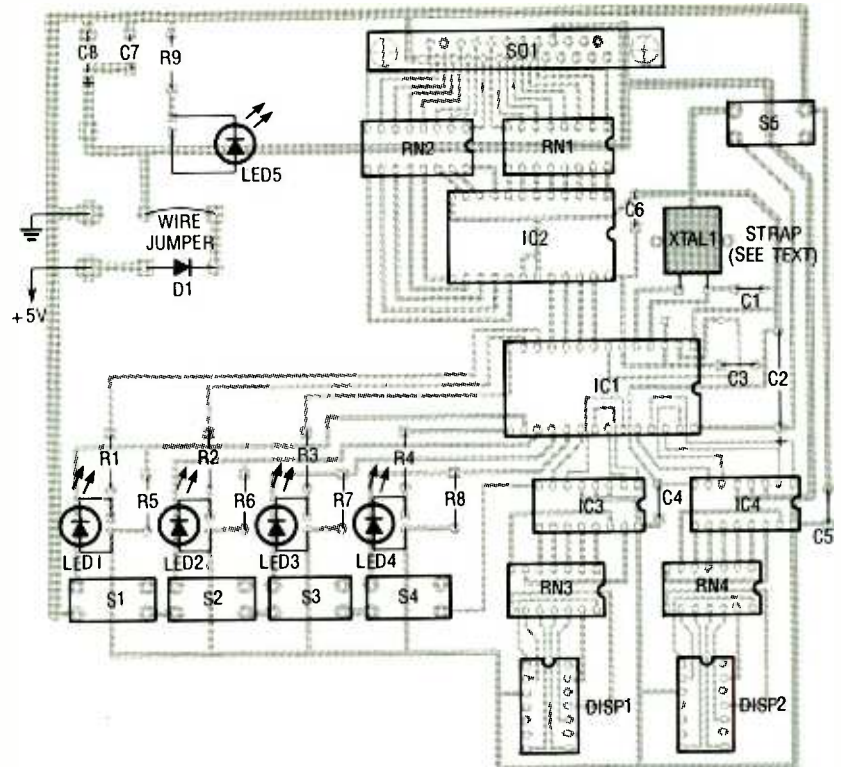 C8 C7 R9
SO1
S5
RN2 RN1
LED5
C6
WIRE
JUMPER
IC2
XTAL1
STRAP
(SEE TEXT)
D1
+5V
C1
IC1
C3
C2
R1 R2 R3 R4
R5 R6 R7 R8
IC3 C4 IC4
C5
LED1 LED2 LED3 LED4
RN3 RN4
S1 S2 S3 S4
DISP1 DISP2